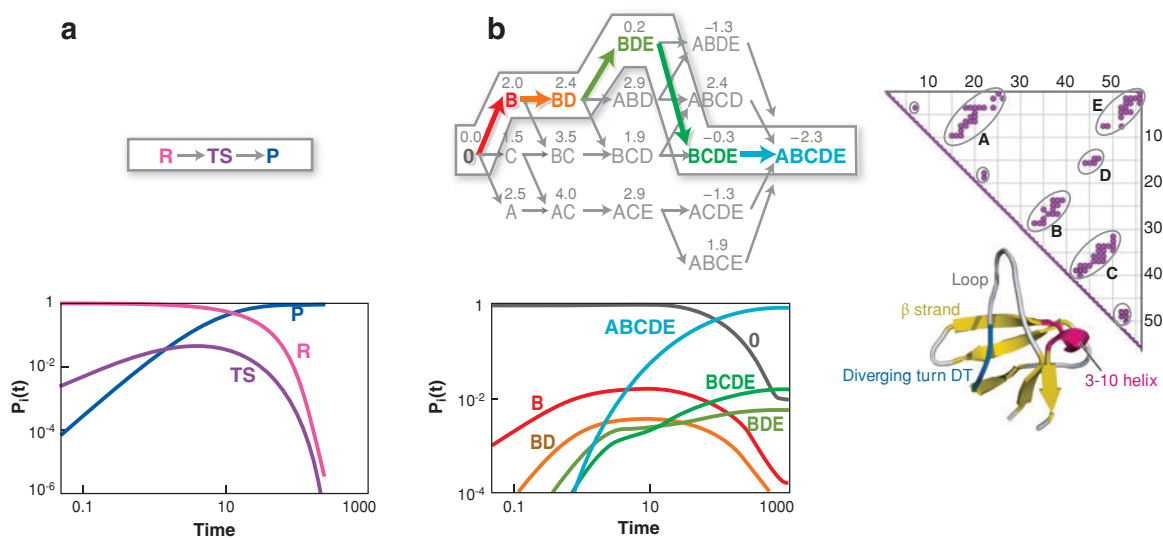 a
b
R TS P
0.2
BDE
−1.3
ABDE
2.0
B
2.4
BD
2.9
ABD
2.4
ABCD
0.0
0
1.5
C
3.5
BC
1.9
BCD
−0.3
BCDE
−2.3
ABCDE
2.5
A
4.0
AC
2.9
ACE
−1.3
ACDE
1.9
ABCE
1
10-2
10-4
10-6
Pi(t)
P
R
TS
0.1 10 1000
Time
1
10-2
10-4
Pi(t)
ABCDE
0
B
BCDE
BD
BDE
0.1 10 1000
Time
10 20 30 40 50
A
E
10
D
20
B
30
C
40
50
Loop
β strand
Diverging turn DT
3-10 helix